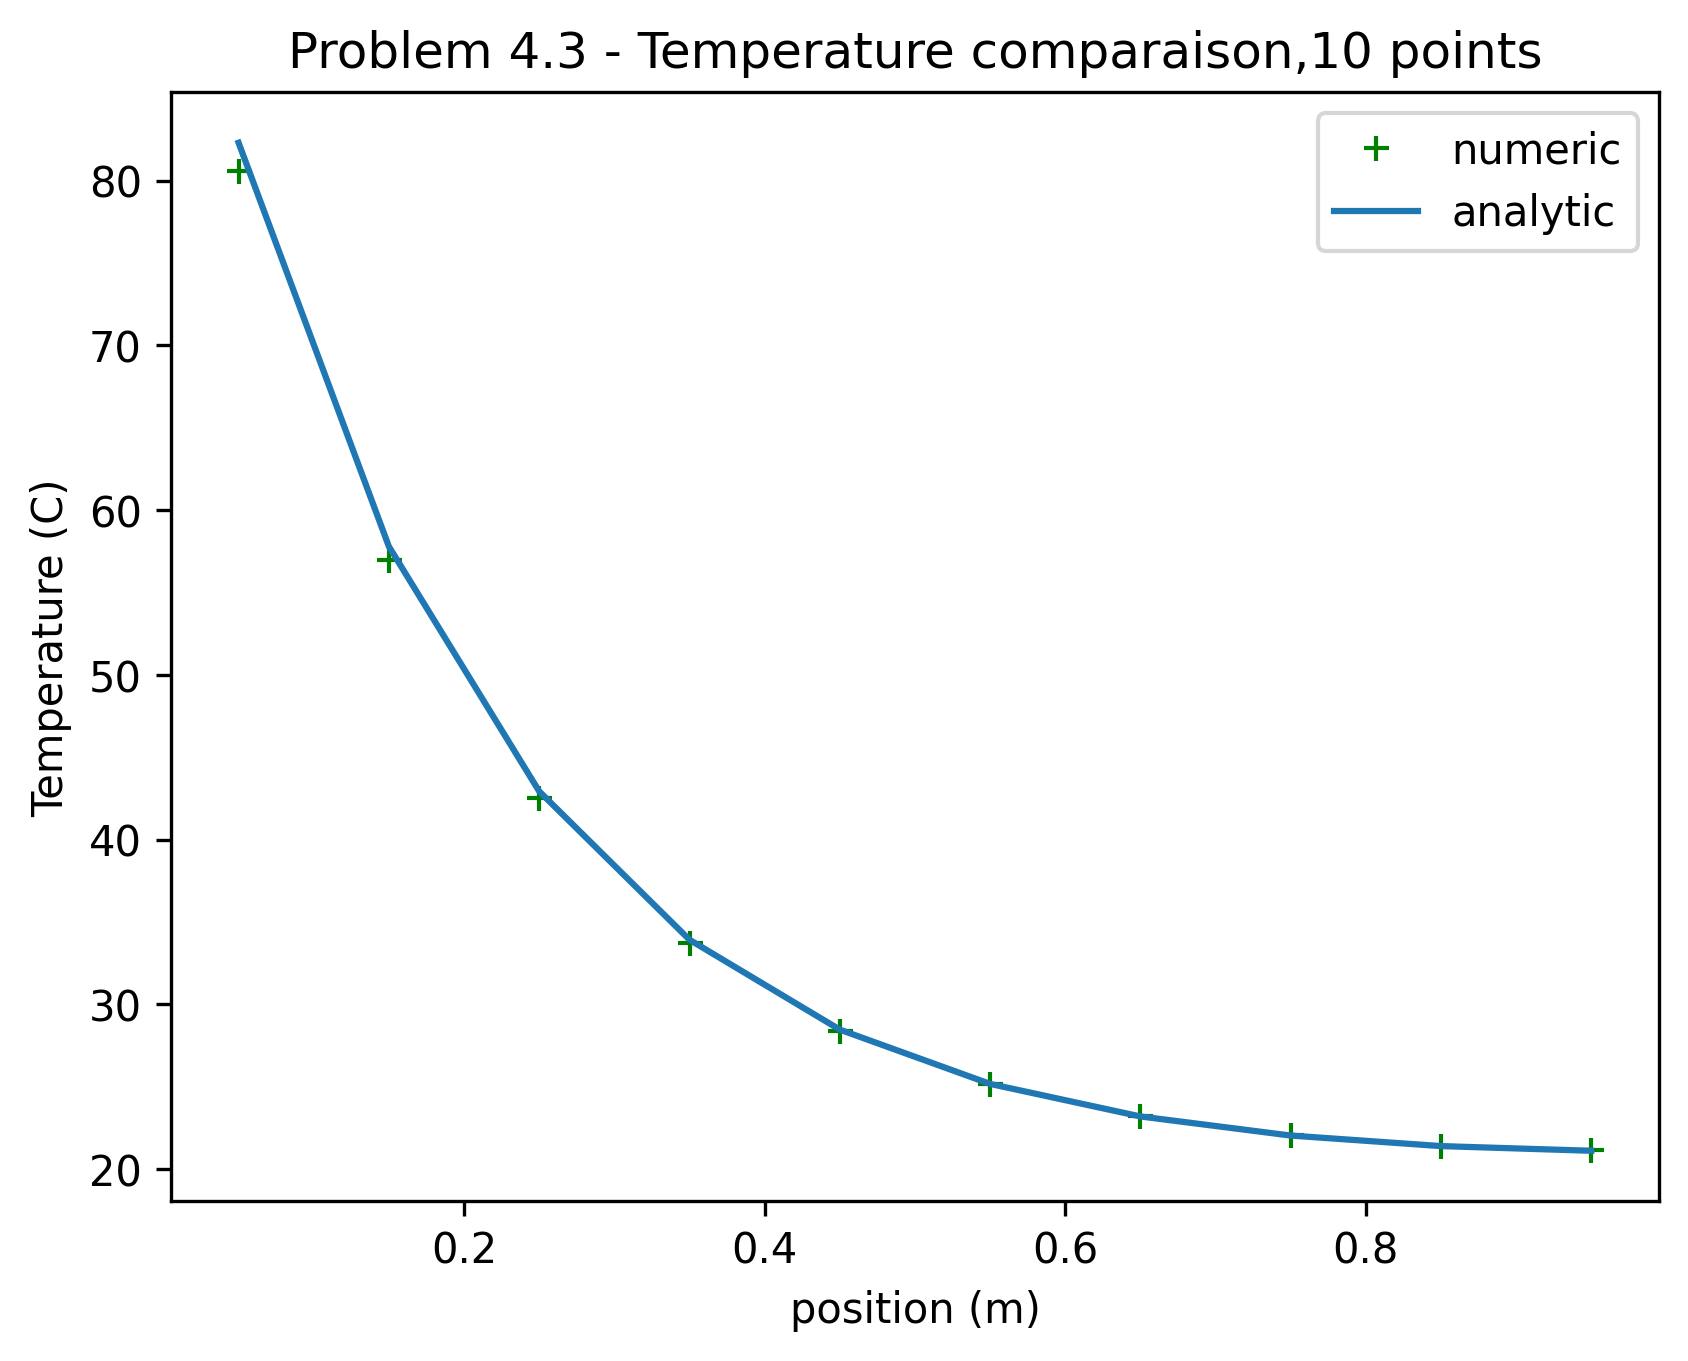 Problem 4.3 - Temperature comparaison,10 points
numeric
analytic
Temperature (C)
80
70
60
50
40
30
20
0.2 0.4 0.6 0.8
position (m)